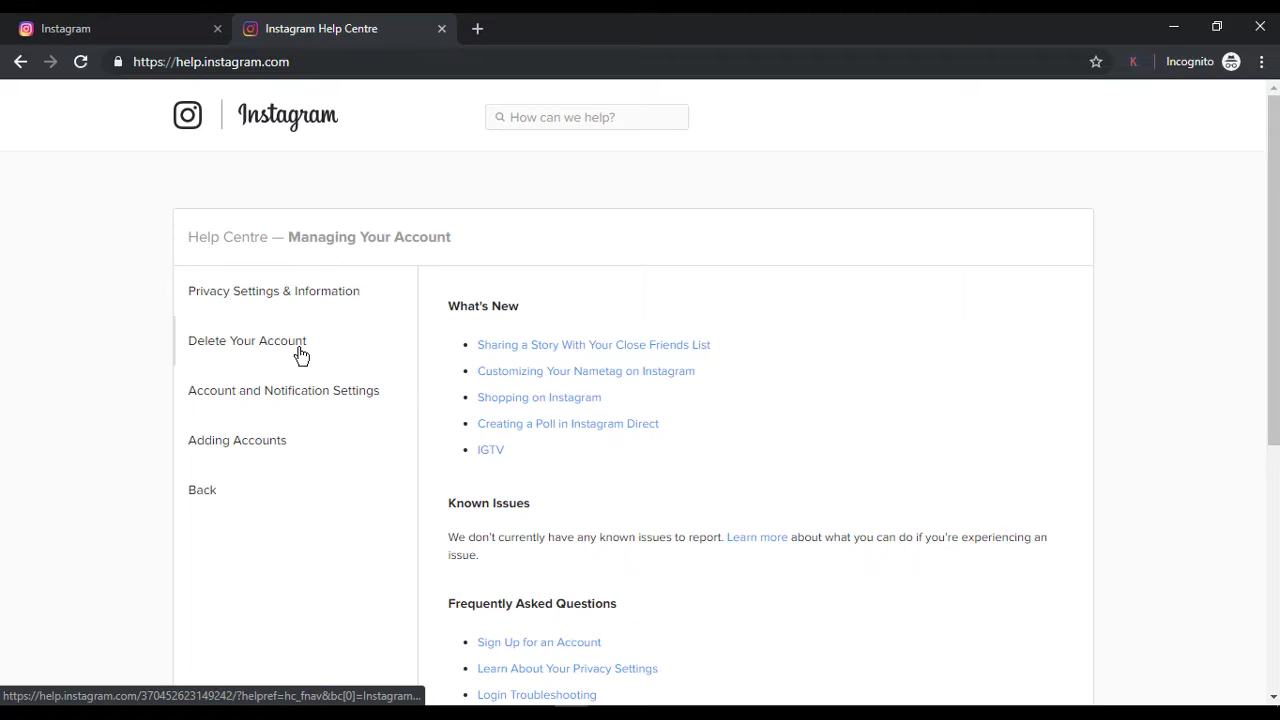 Instagram
Instagram Help Centre
https://help.instagram.com
K
Incognito
Instagram
How can we help?
Help Centre — Managing Your Account
Privacy Settings & Information
Delete Your Account
Account and Notification Settings
Adding Accounts
Back
What's New
Sharing a Story With Your Close Friends List
Customizing Your Nametag on Instagram
Shopping on Instagram
Creating a Poll in Instagram Direct
IGTV
Known Issues
We don't currently have any known issues to report. Learn more about what you can do if you're experiencing an
issue.
Frequently Asked Questions
Sign Up for an Account
Learn About Your Privacy Settings
Login Troubleshooting
https://help.instagram.com/370452623149242/?helpref=hc_fnav&bc[0]=Instagram...